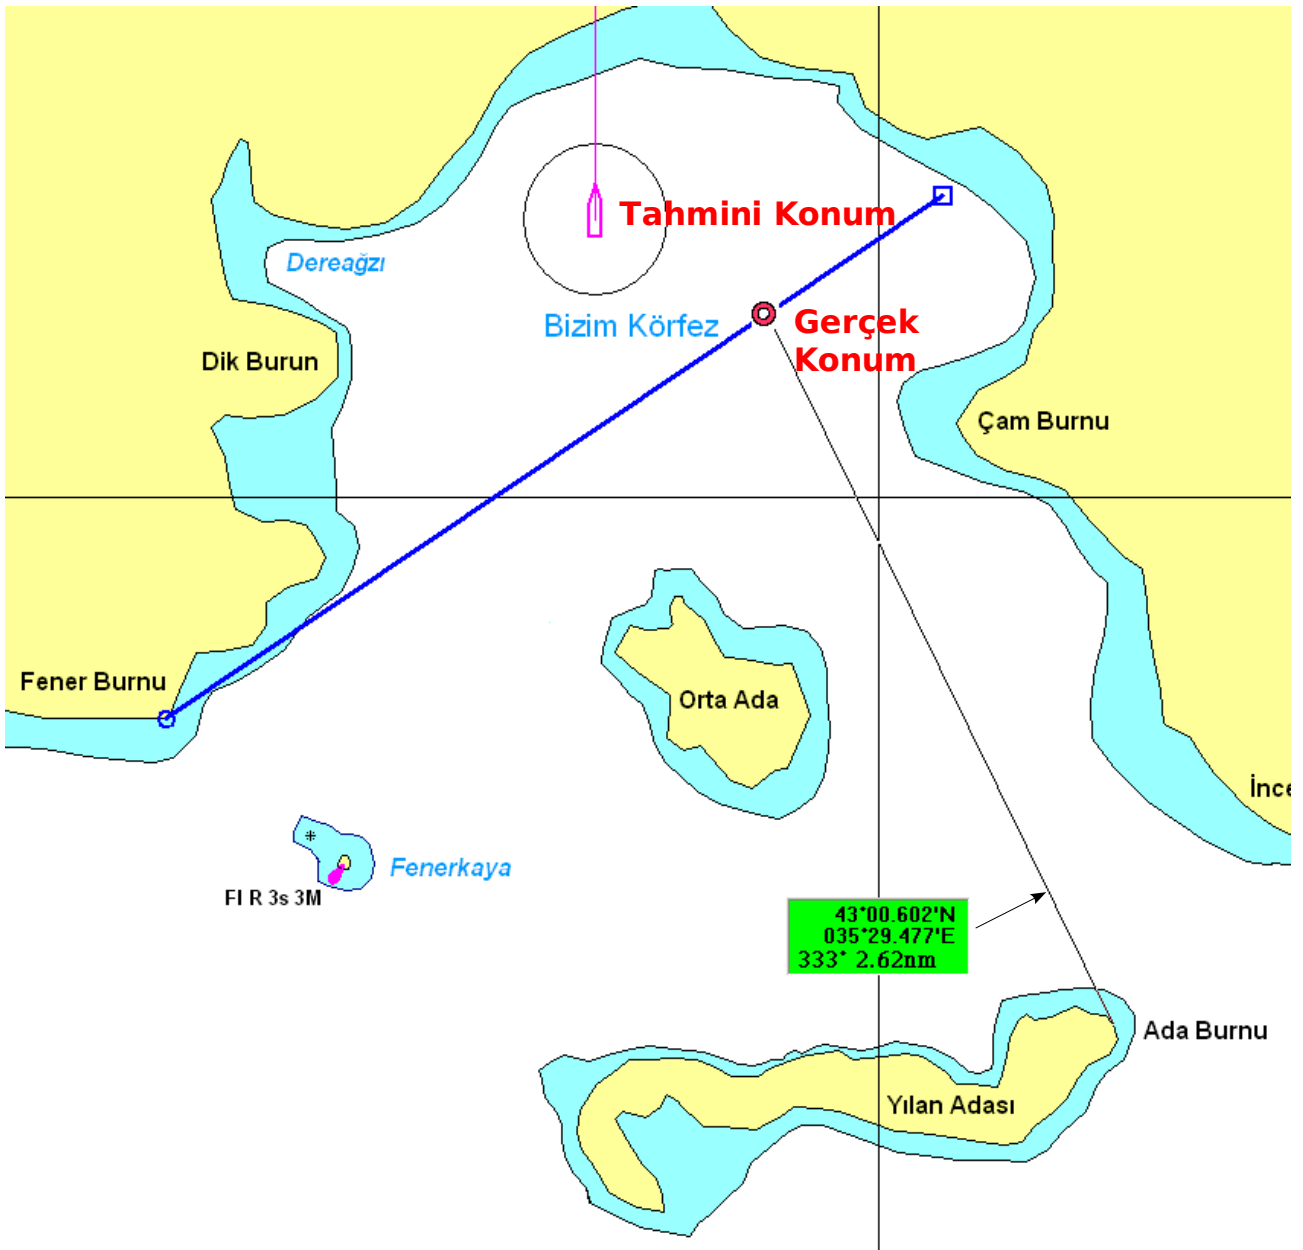 Tahmini Konum
Dereağzı
Bizim Körfez
Gerçek
Konum
Dik Burun
Çam Burnu
Fener Burnu
Orta Ada
İnce
Fenerkaya
Fl R 3s 3M
43°00.602'N
035°29.477'E
333° 2.62nm
Ada Burnu
Yılan Adası